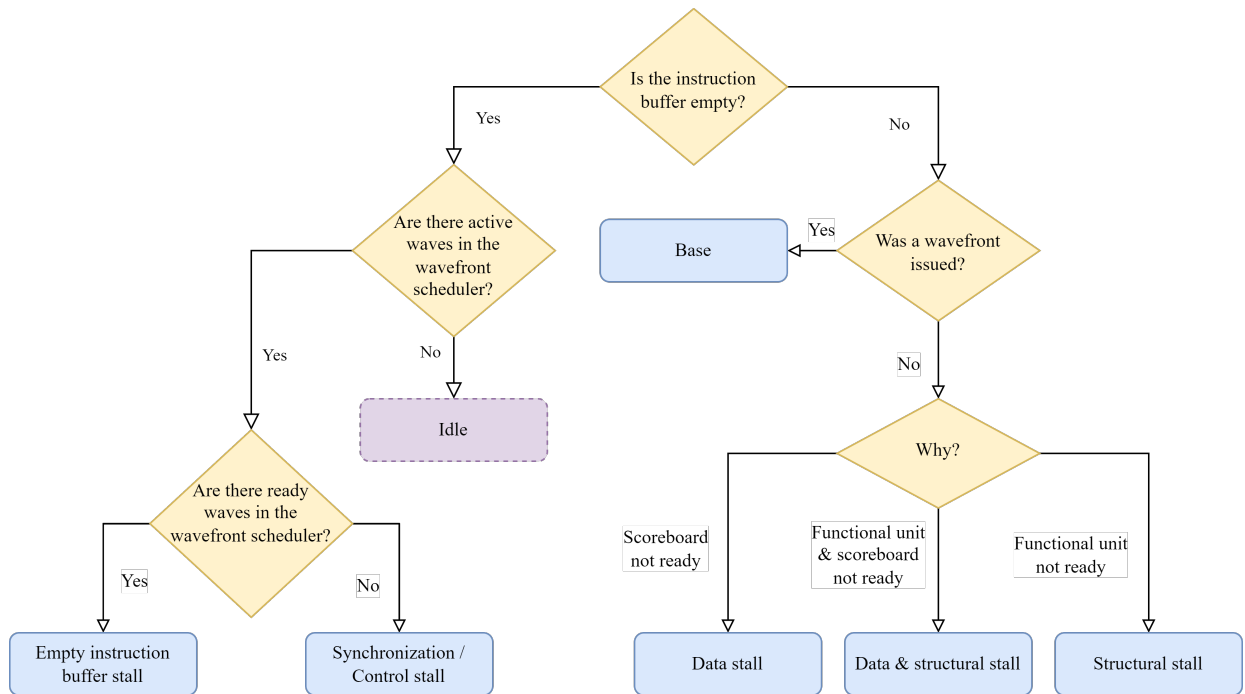 Is the instruction
buffer empty?
Yes
No
Are there active
waves in the
wavefront
scheduler?
Base
Yes
Was a wavefront
issued?
Yes
No
No
Idle
Why?
Are there ready
waves in the
wavefront scheduler?
Scoreboard
not ready
Functional unit
& scoreboard
not ready
Functional unit
not ready
Yes
No
Empty instruction
buffer stall
Synchronization /
Control stall
Data stall
Data & structural stall
Structural stall